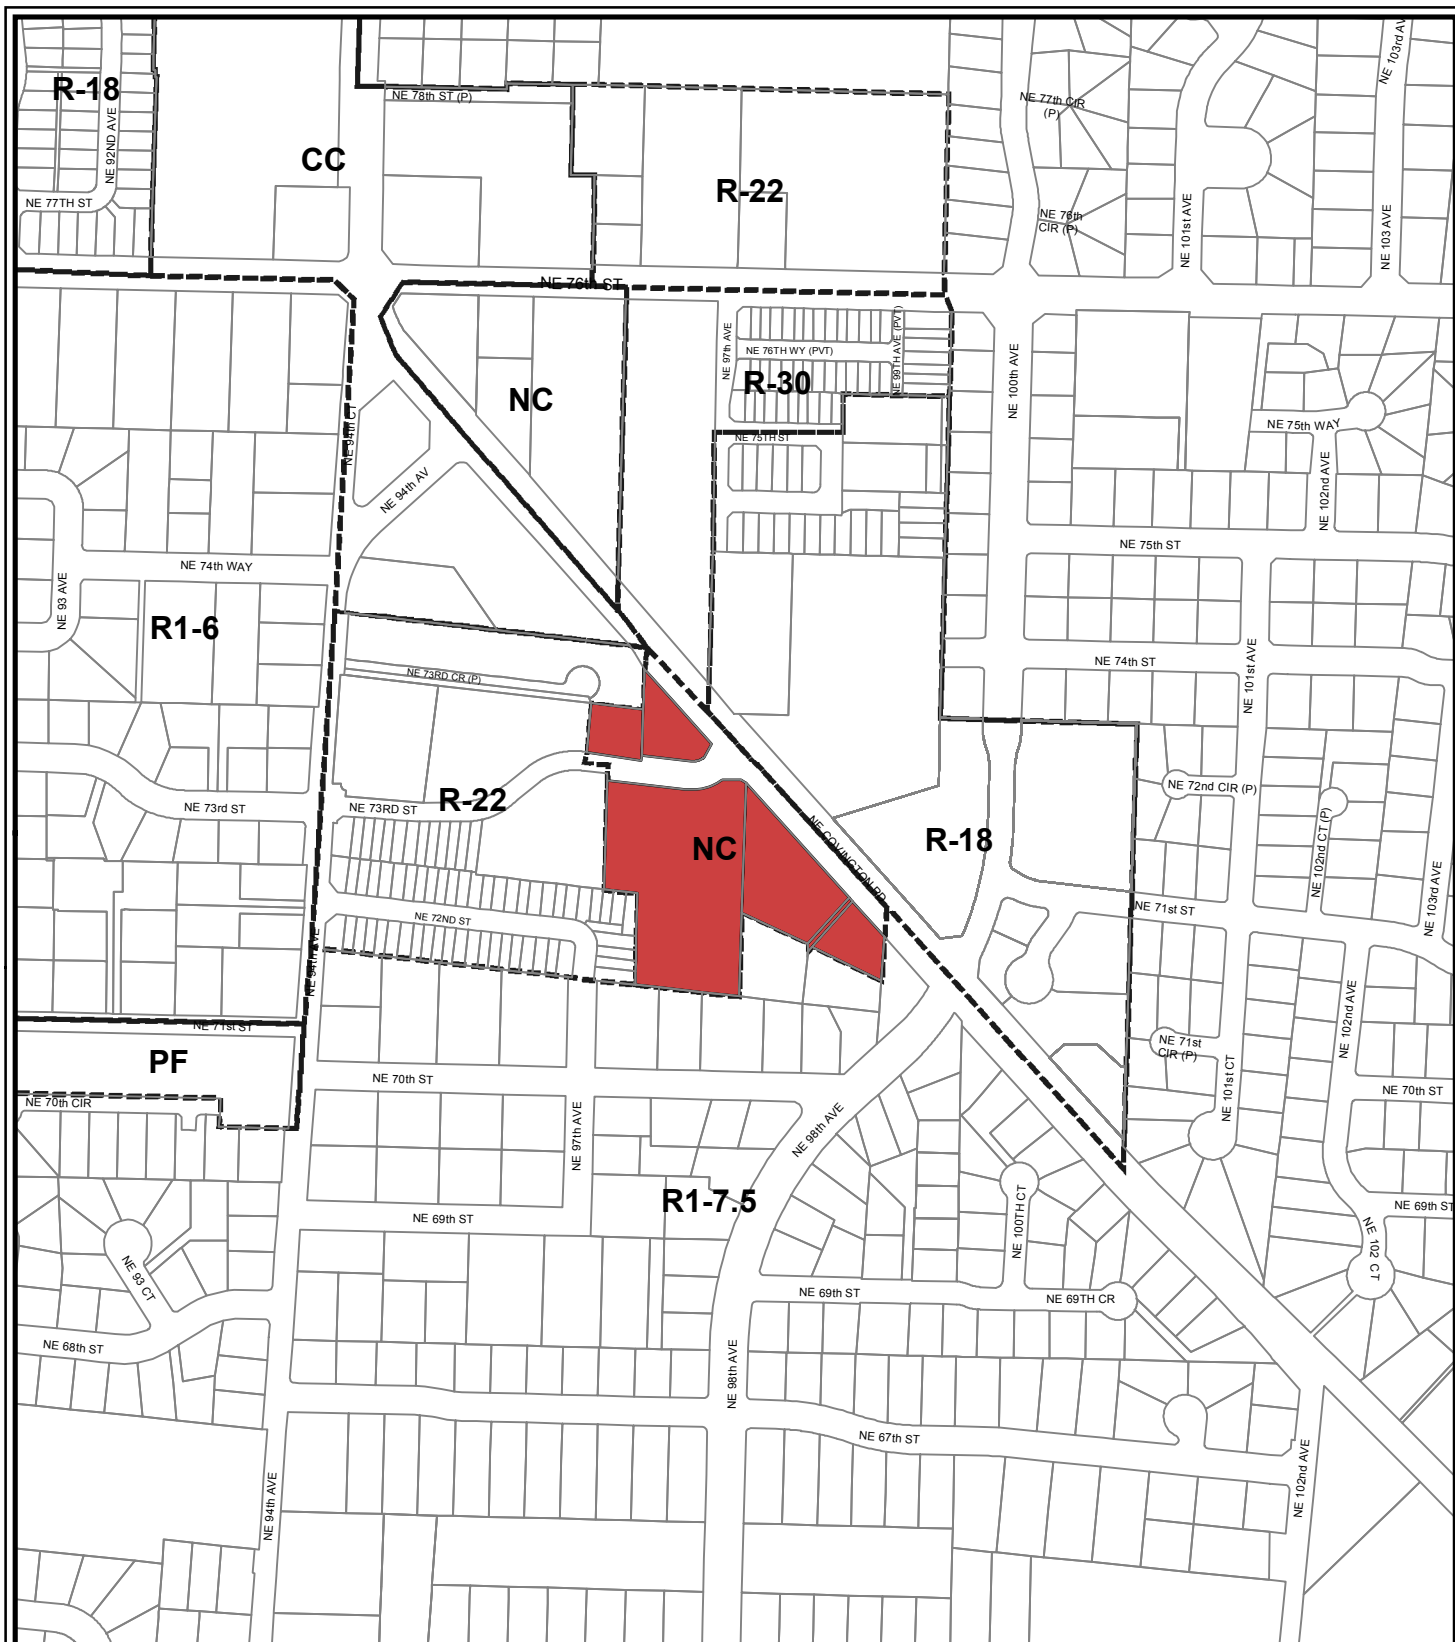 NE 103rd AV
R-18
NE 78th ST (P)
NE 77th CIR
(P)
NE 92ND AVE
CC
R-22
NE 77TH ST
NE 76th
CIR (P)
NE 101st AVE
NE 103 AVE
NE 76th ST
NE 97th AVE
NE 99TH AVE (PVT)
NE 76TH WY (PVT)
NE 100th AVE
R-30
NC
NE 94th CT
NE 75TH ST
NE 75th WAY
NE 94th AV
NE 102nd AVE
NE 75th ST
NE 74th WAY
NE 93 AVE
R1-6
NE 74th ST
NE 101st AVE
NE 73RD CR (P)
NE 72nd CIR (P)
R-22
NE 73rd ST
NE 73RD ST
NE 102nd CT (P)
NE COVINGTON RD
R-18
NC
NE 103rd AVE
NE 71st ST
NE 72ND ST
NE 94th AVE
NE 102nd AVE
NE 71st ST
NE 71st
CIR (P)
PF
NE 70th ST
NE 101st CT
NE 70th ST
NE 70th CIR
NE 98th AVE
NE 97th AVE
R1-7.5
NE 69th ST
NE 69th ST
NE 100TH CT
NE 102 CT
NE 93 CT
NE 69th ST
NE 69TH CR
NE 68th ST
NE 98th AVE
NE 67th ST
NE 102nd AVE
NE 94th AVE